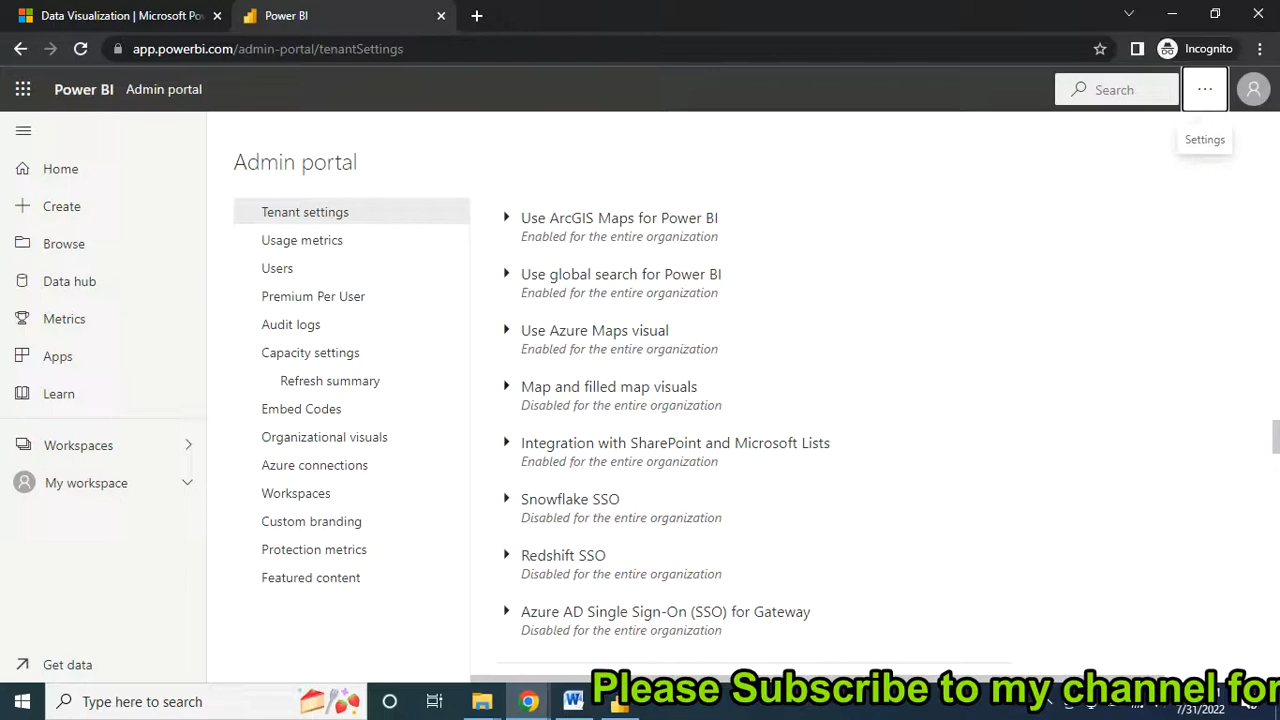 Data Visualization | Microsoft Po
Power BI
app.powerbi.com/admin-portal/tenantSettings
Incognito
Power BI Admin portal
Search
Settings
Home
Create
Browse
Data hub
Metrics
Apps
Learn
Workspaces
My workspace
Get data
Admin portal
Tenant settings
Usage metrics
Users
Premium Per User
Audit logs
Capacity settings
Refresh summary
Embed Codes
Organizational visuals
Azure connections
Workspaces
Custom branding
Protection metrics
Featured content
Use ArcGIS Maps for Power BI
Enabled for the entire organization
Use global search for Power BI
Enabled for the entire organization
Use Azure Maps visual
Enabled for the entire organization
Map and filled map visuals
Disabled for the entire organization
Integration with SharePoint and Microsoft Lists
Enabled for the entire organization
Snowflake SSO
Disabled for the entire organization
Redshift SSO
Disabled for the entire organization
Azure AD Single Sign-On (SSO) for Gateway
Disabled for the entire organization
Type here to search
Please Subscribe to my channel for
7/31/2022